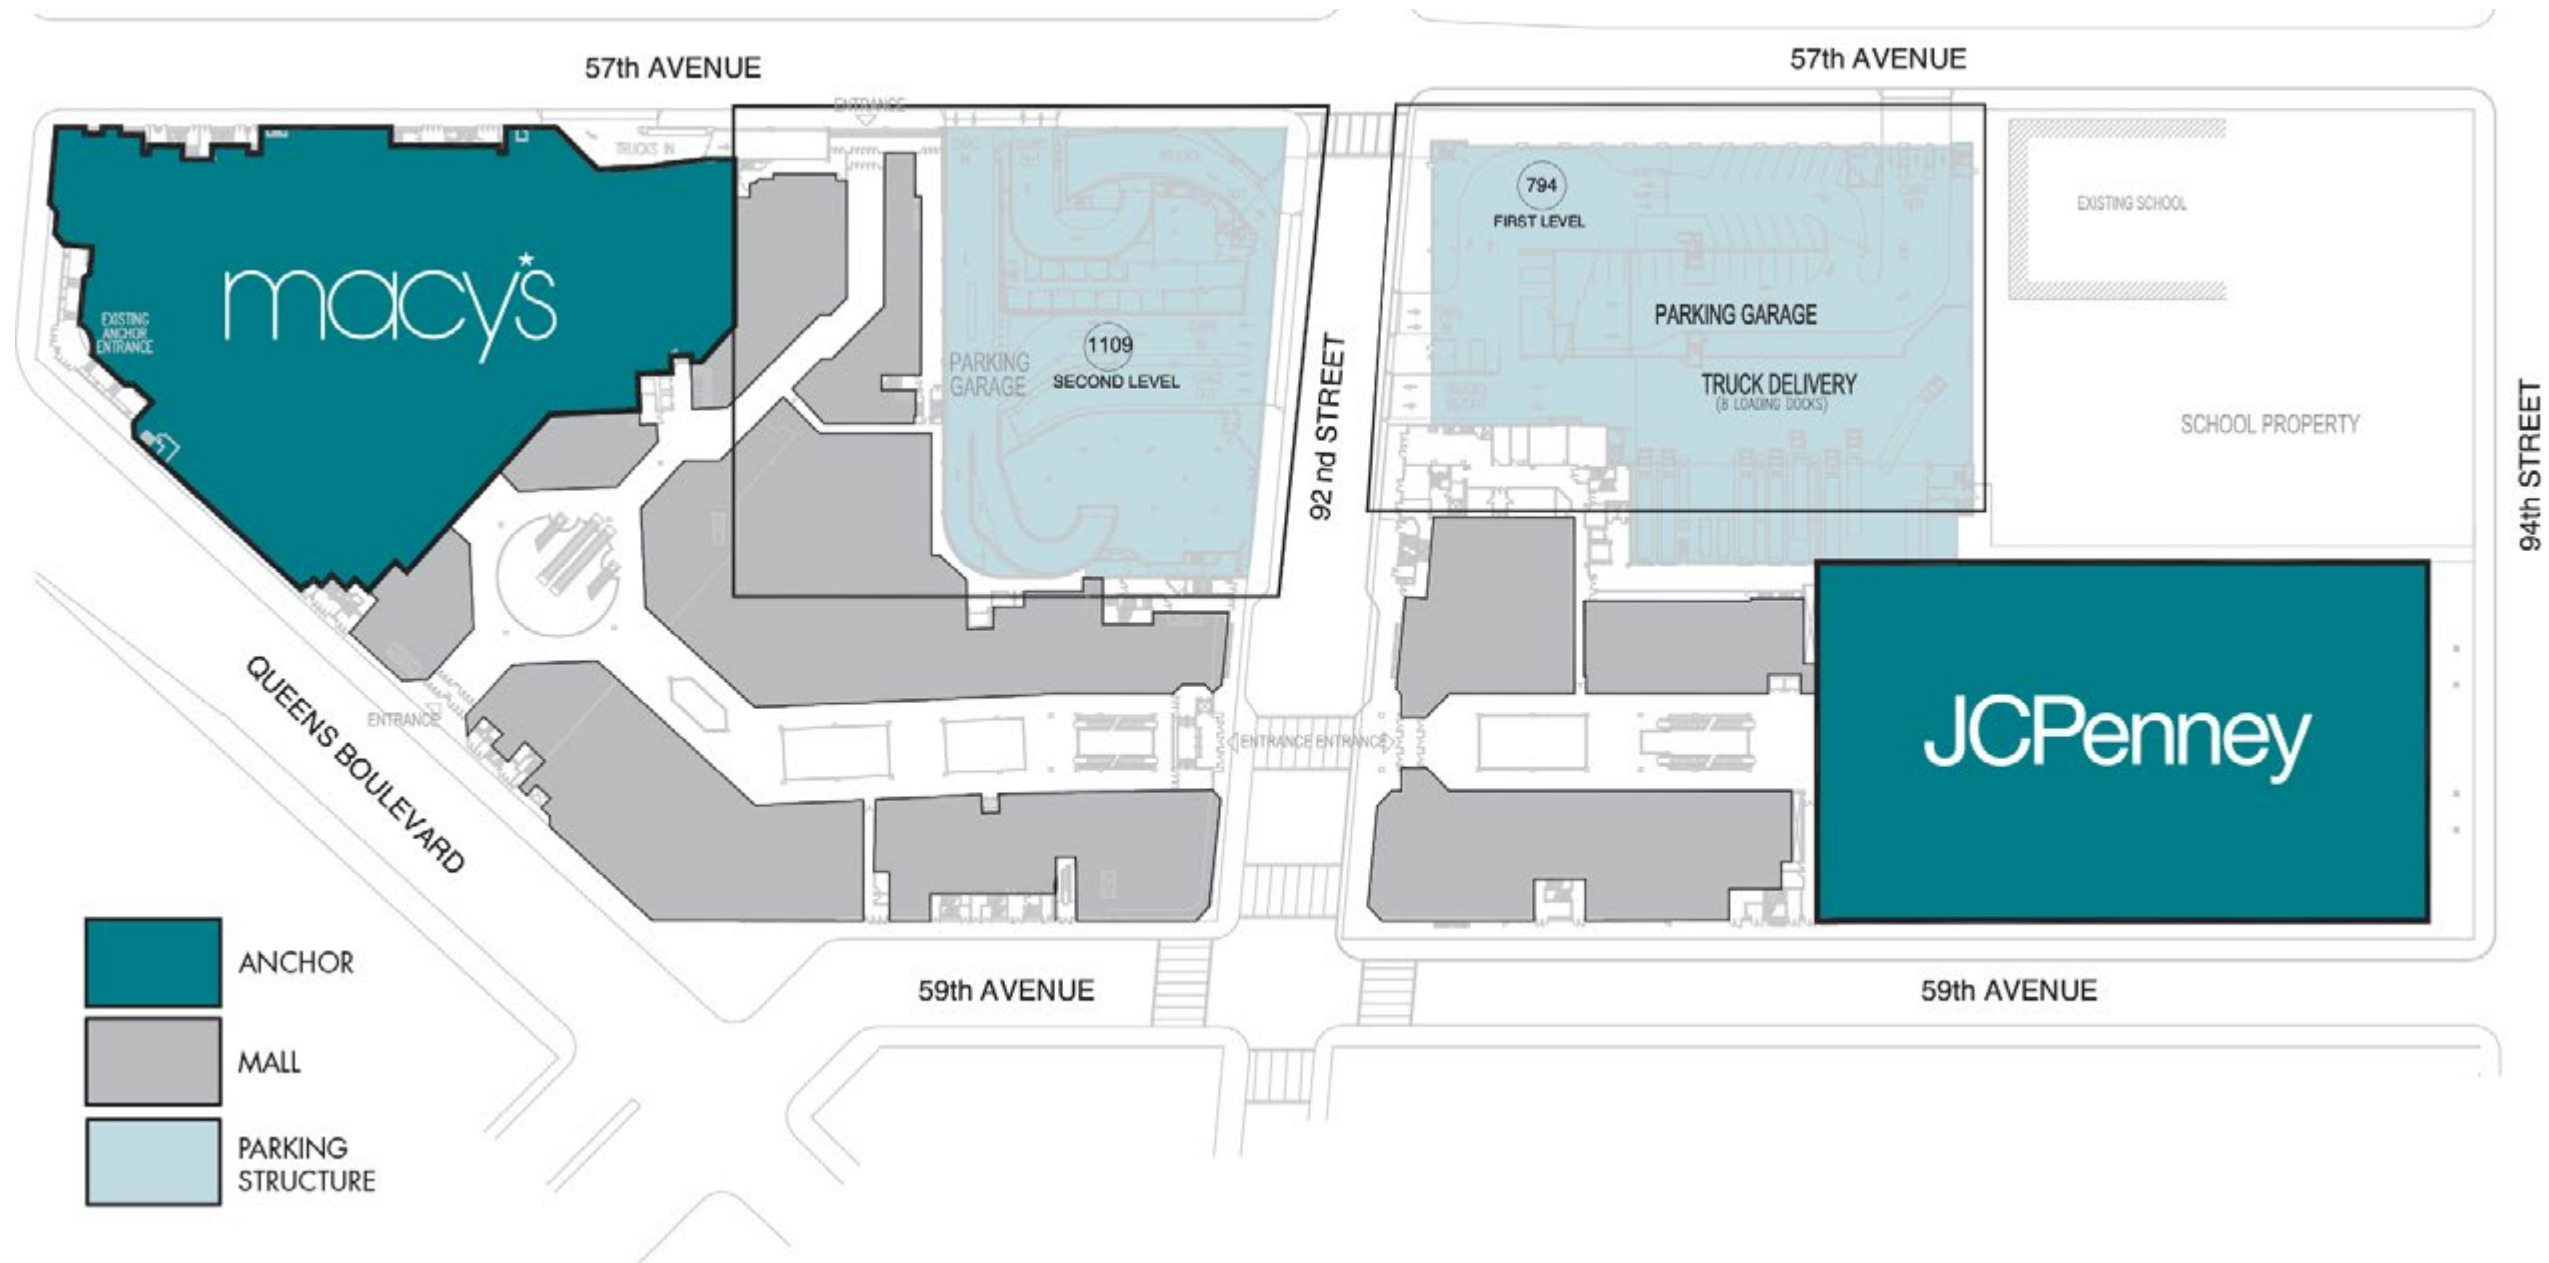 57th AVENUE
57th AVENUE
ENTRANCE
TRUCKS IN
macy's
EXISTING
ANCHOR
ENTRANCE
PARKING
GARAGE
1109
SECOND LEVEL
92 nd STREET
794
FIRST LEVEL
PARKING GARAGE
TRUCK DELIVERY
(8 LOADING DOCKS)
EXISTING SCHOOL
SCHOOL PROPERTY
94th STREET
QUEENS BOULEVARD
ENTRANCE
ENTRANCE ENTRANCE
JCPenney
59th AVENUE
59th AVENUE
ANCHOR
MALL
PARKING
STRUCTURE